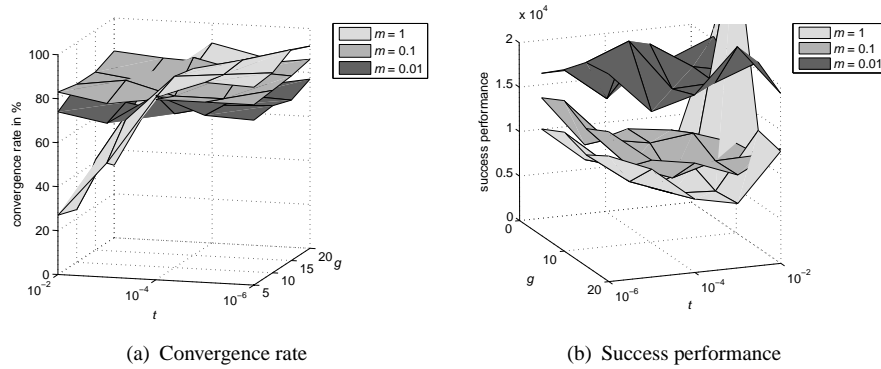 m = 1
m = 0.1
m = 0.01
convergence rate in %
100
80
60
40
20
0
10^-2
10^-4
10^-6
t
5
10
15
20
g
(a) Convergence rate
x 10^4
m = 1
m = 0.1
m = 0.01
success performance
2
1.5
1
0.5
0
0
10
20
g
10^-6
10^-4
10^-2
t
(b) Success performance